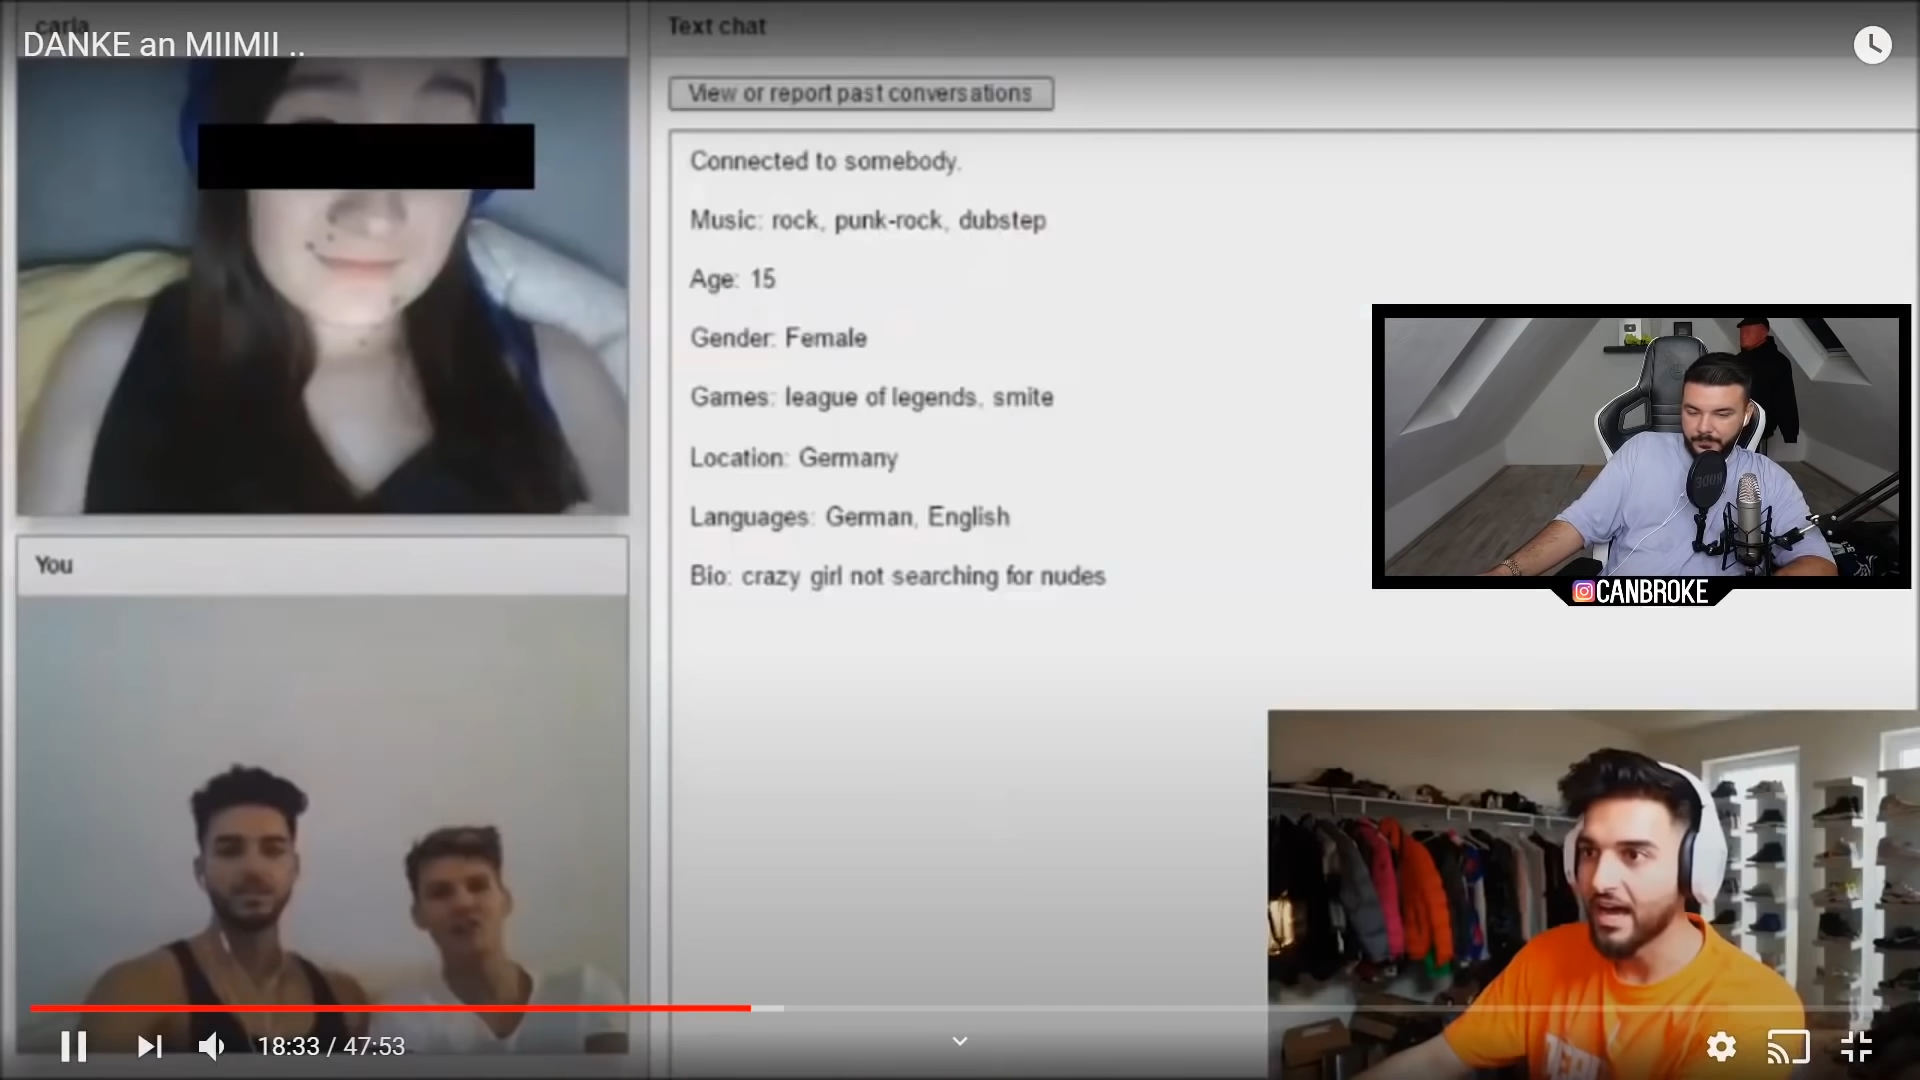 carla
DANKE an MIIMII ..
Text chat
View or report past conversations
Connected to somebody.
Music: rock, punk-rock, dubstep
Age: 15
Gender: Female
Games: league of legends, smite
Location: Germany
Languages: German, English
Bio: crazy girl not searching for nudes
RODE
CANBROKE
You
18:33 / 47:53